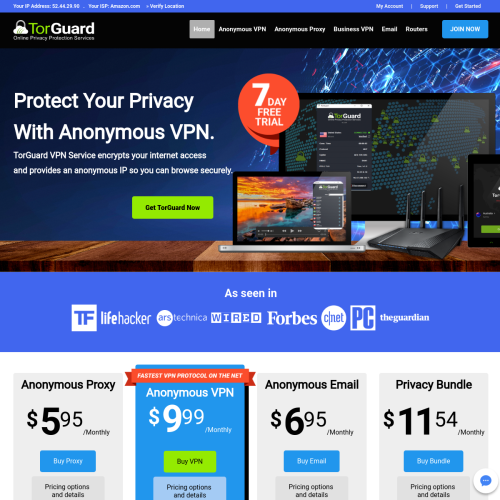 Your IP Address: 52.44.29.90 . Your ISP: Amazon.com > Verify Location
My Account | Support | Get Started
TorGuard
Online Privacy Protection Services
Home Anonymous VPN Anonymous Proxy Business VPN Email Routers JOIN NOW
Protect Your Privacy
With Anonymous VPN.
TorGuard VPN Service encrypts your internet access
and provides an anonymous IP so you can browse securely.
Get TorGuard Now
7 DAY
FREE
TRIAL
TorGuard
As seen in
TF lifehacker ars technica WIRED Forbes c|net PC theguardian
FASTEST VPN PROTOCOL ON THE NET
Anonymous Proxy Anonymous VPN Anonymous Email Privacy Bundle
$5.95 /Monthly $9.99 /Monthly $6.95 /Monthly $11.54 /Monthly
Buy Proxy Buy VPN Buy Email Buy Bundle
Pricing options and details Pricing options and details Pricing options and details Pricing options and details